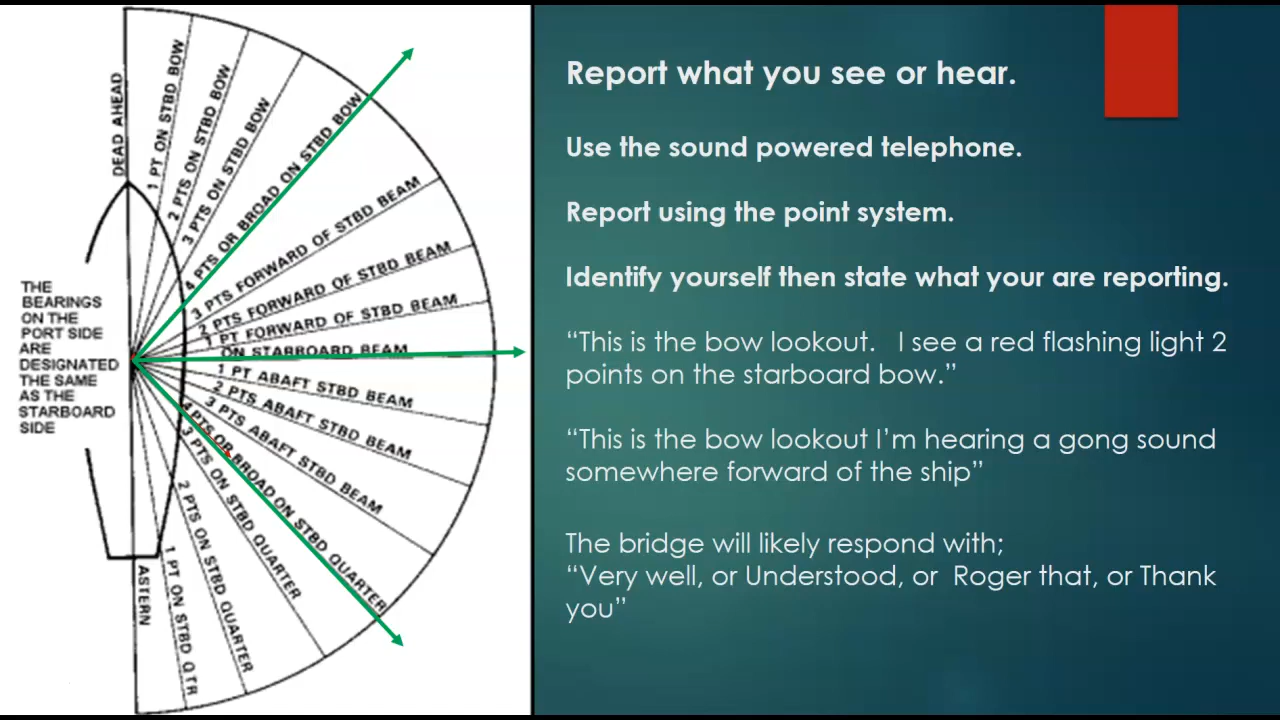 DEAD AHEAD
1 PT ON STBD BOW
2 PTS ON STBD BOW
3 PTS ON STBD BOW
4 PTS OR BROAD ON STBD BOW
3 PTS FORWARD OF STBD BEAM
2 PTS FORWARD OF STBD BEAM
1 PT FORWARD OF STBD BEAM
ON STARBOARD BEAM
1 PT ABAFT STBD BEAM
2 PTS ABAFT STBD BEAM
3 PTS ABAFT STBD BEAM
4 PTS OR BROAD ON STBD QUARTER
3 PTS ON STBD QUARTER
2 PTS ON STBD QUARTER
1 PT ON STBD QTR
ASTERN
THE
BEARINGS
ON THE
PORT SIDE
ARE
DESIGNATED
THE SAME
AS THE
STARBOARD
SIDE
Report what you see or hear.
Use the sound powered telephone.
Report using the point system.
Identify yourself then state what your are reporting.
“This is the bow lookout.   I see a red flashing light 2
points on the starboard bow.”
“This is the bow lookout I’m hearing a gong sound
somewhere forward of the ship”
The bridge will likely respond with;
“Very well, or Understood, or  Roger that, or Thank
you”